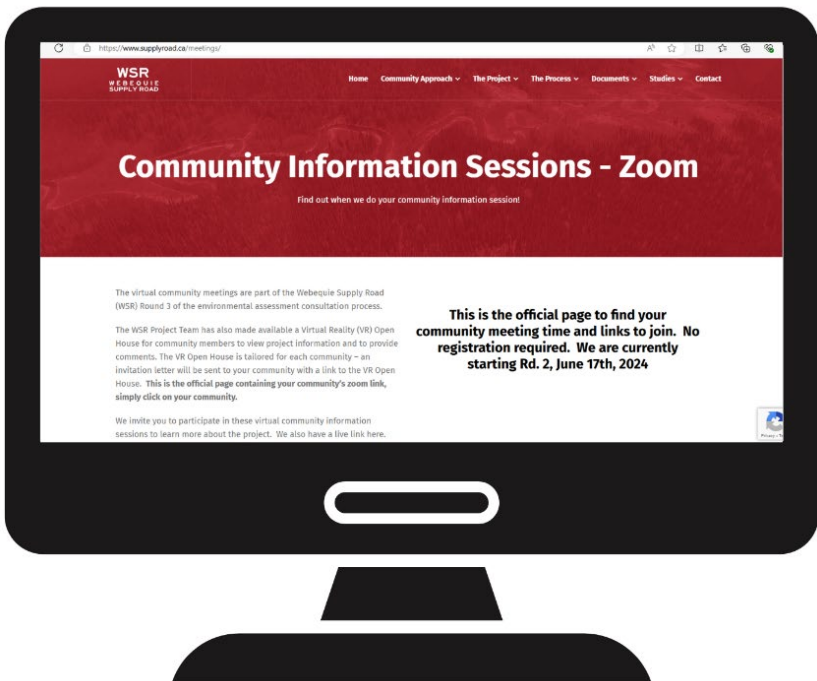 https://www.supplyroad.ca/meetings/
WSR
WEBEQUIE
SUPPLY ROAD
Home Community Approach The Project The Process Documents Studies Contact
Community Information Sessions - Zoom
Find out when we do your community information session!
The virtual community meetings are part of the Webequie Supply Road
(WSR) Round 3 of the environmental assessment consultation process.
The WSR Project Team has also made available a Virtual Reality (VR) Open
House for community members to view project information and to provide
comments. The VR Open House is tailored for each community – an
invitation letter will be sent to your community with a link to the VR Open
House. This is the official page containing your community's zoom link,
simply click on your community.
We invite you to participate in these virtual community information
sessions to learn more about the project. We also have a live link here,
This is the official page to find your
community meeting time and links to join. No
registration required. We are currently
starting Rd. 2, June 17th, 2024